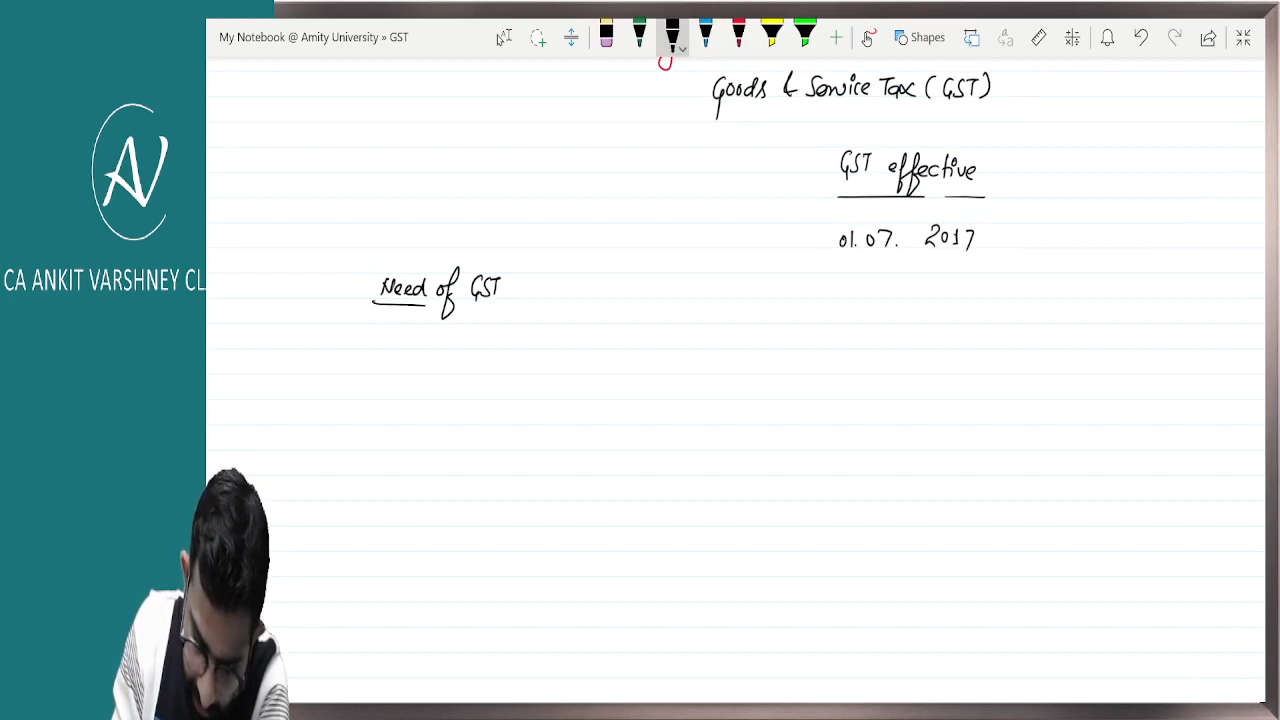 My Notebook @ Amity University » GST
Shapes
Goods & Service Tax (GST)
GST effective
01.07. 2017
AV
CA ANKIT VARSHNEY CL
Need of GST